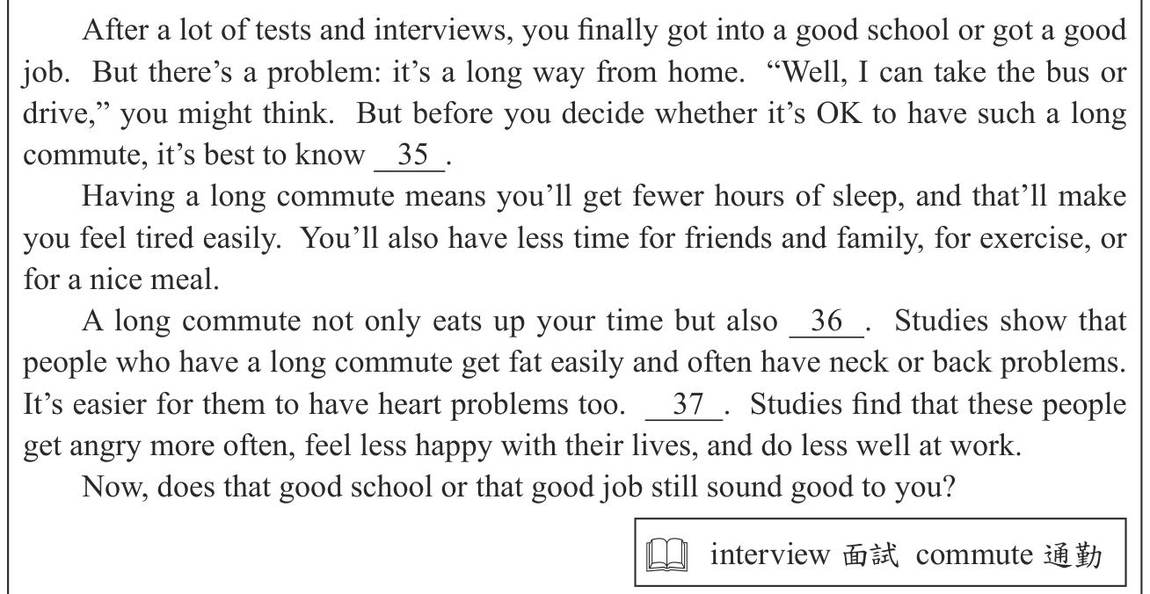 After a lot of tests and interviews, you finally got into a good school or got a good
job. But there's a problem: it's a long way from home. “Well, I can take the bus or
drive,” you might think. But before you decide whether it's OK to have such a long
commute, it's best to know 35 .
Having a long commute means you'll get fewer hours of sleep, and that'll make
you feel tired easily. You'll also have less time for friends and family, for exercise, or
for a nice meal.
A long commute not only eats up your time but also 36 . Studies show that
people who have a long commute get fat easily and often have neck or back problems.
It's easier for them to have heart problems too. 37 . Studies find that these people
get angry more often, feel less happy with their lives, and do less well at work.
Now, does that good school or that good job still sound good to you?
interview 面試 commute 通勤